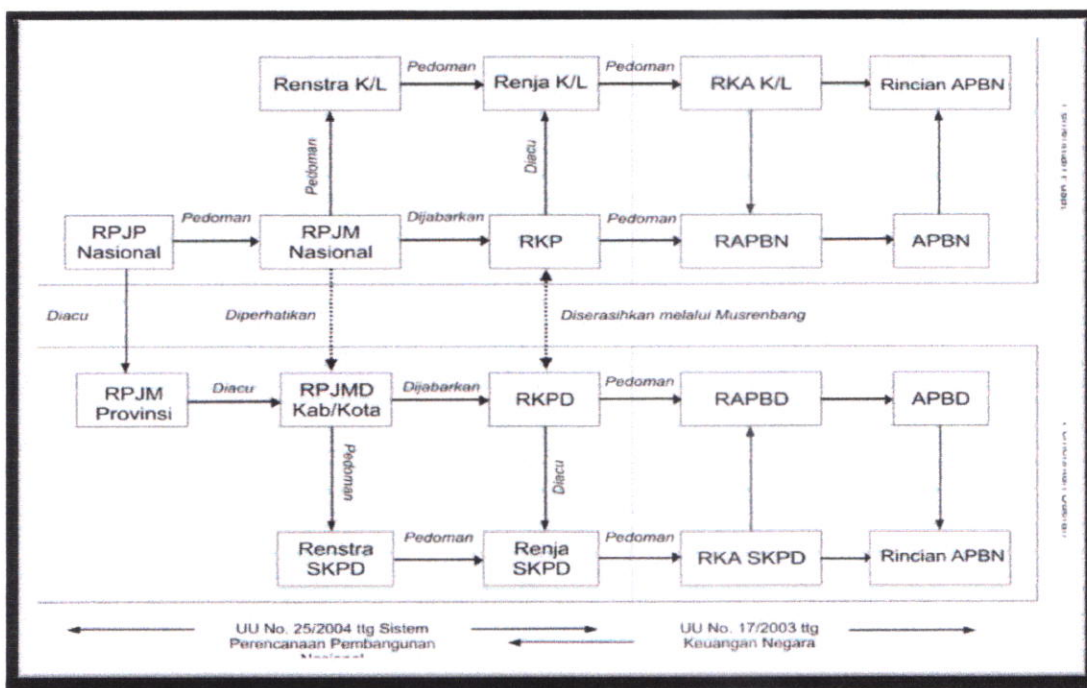 Pedoman
Pedoman
Renstra K/L
Renja K/L
RKA K/L
Rincian APBN
Pedoman
Diacu
RPJP
Nasional
Pedoman
RPJM
Nasional
Dijabarkan
RKP
Pedoman
RAPBN
APBN
Diacu
Diperhatikan
Diserasihkan melalui Musrenbang
RPJM
Provinsi
Diacu
RPJMD
Kab/Kota
Dijabarkan
RKPD
Pedoman
RAPBD
APBD
Pedoman
Diacu
Renstra
SKPD
Pedoman
Renja
SKPD
Pedoman
RKA SKPD
Rincian APBN
UU No. 25/2004 ttg Sistem
Perencanaan Pembangunan
UU No. 17/2003 ttg
Keuangan Negara